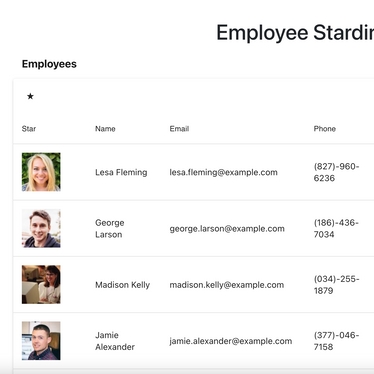 Employee Stardin
Employees
★
Star Name Email Phone
Lesa Fleming lesa.fleming@example.com (827)-960-
6236
George
Larson george.larson@example.com (186)-436-
7034
Madison Kelly madison.kelly@example.com (034)-255-
1879
Jamie
Alexander jamie.alexander@example.com (377)-046-
7158